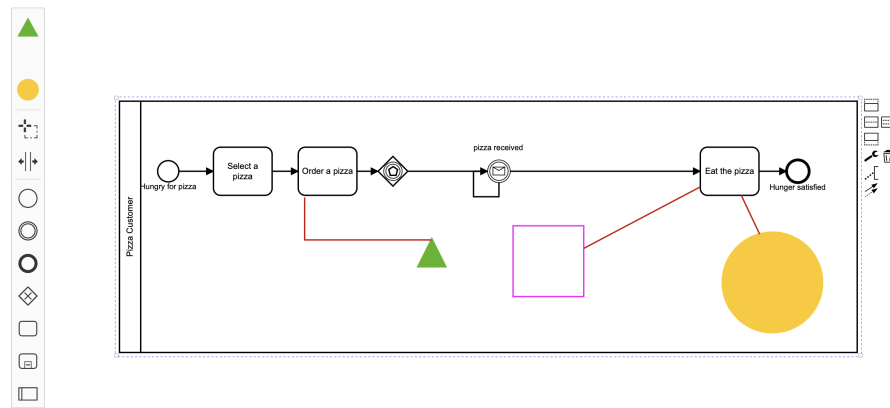 pizza received
Select a
pizza
Order a pizza
Eat the pizza
Hungry for pizza
Hunger satisfied
Pizza Customer